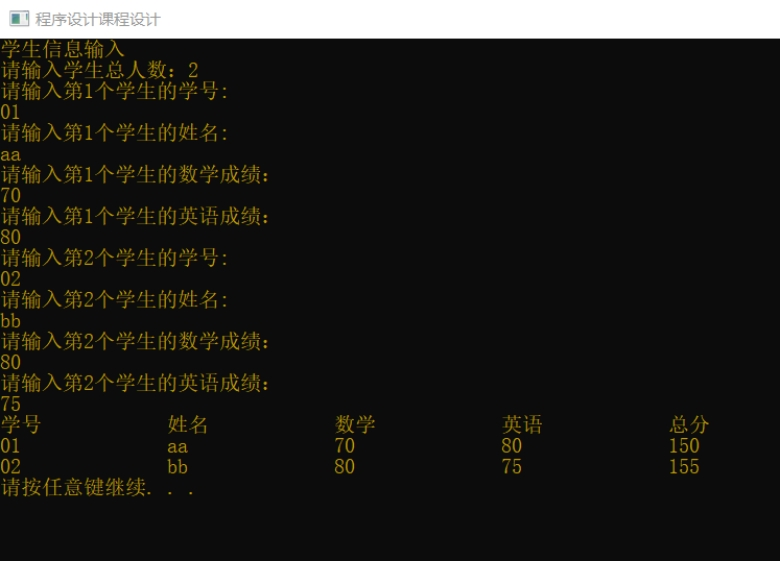 程序设计课程设计
学生信息输入
请输入学生总人数：2
请输入第1个学生的学号:
01
请输入第1个学生的姓名:
aa
请输入第1个学生的数学成绩:
70
请输入第1个学生的英语成绩:
80
请输入第2个学生的学号:
02
请输入第2个学生的姓名:
bb
请输入第2个学生的数学成绩:
80
请输入第2个学生的英语成绩:
75
学号 姓名 数学 英语 总分
01 aa 70 80 150
02 bb 80 75 155
请按任意键继续. . .